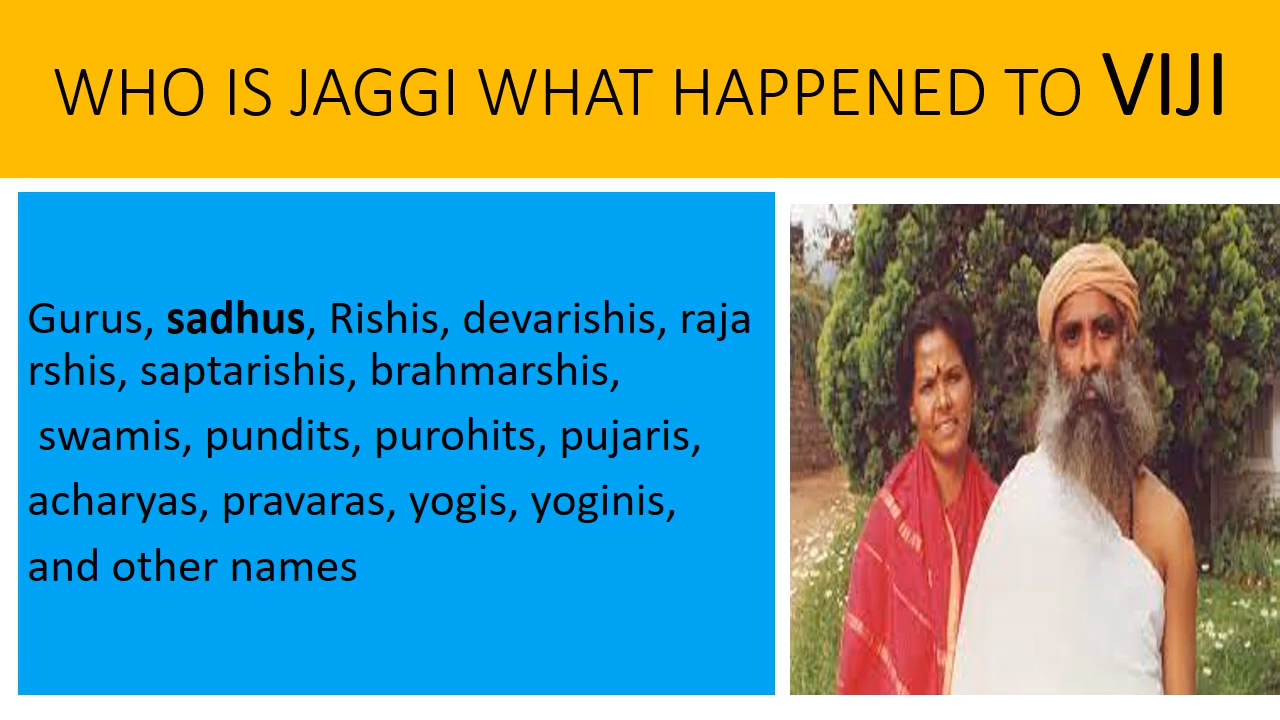 WHO IS JAGGI WHAT HAPPENED TO VIJI
Gurus, sadhus, Rishis, devarishis, raja
rshis, saptarishis, brahmarshis,
swamis, pundits, purohits, pujaris,
acharyas, pravaras, yogis, yoginis,
and other names